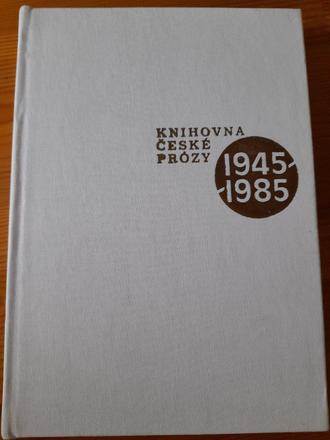 KNIHOVNA
ČESKÉ
PRÓZY
1945-
-1985